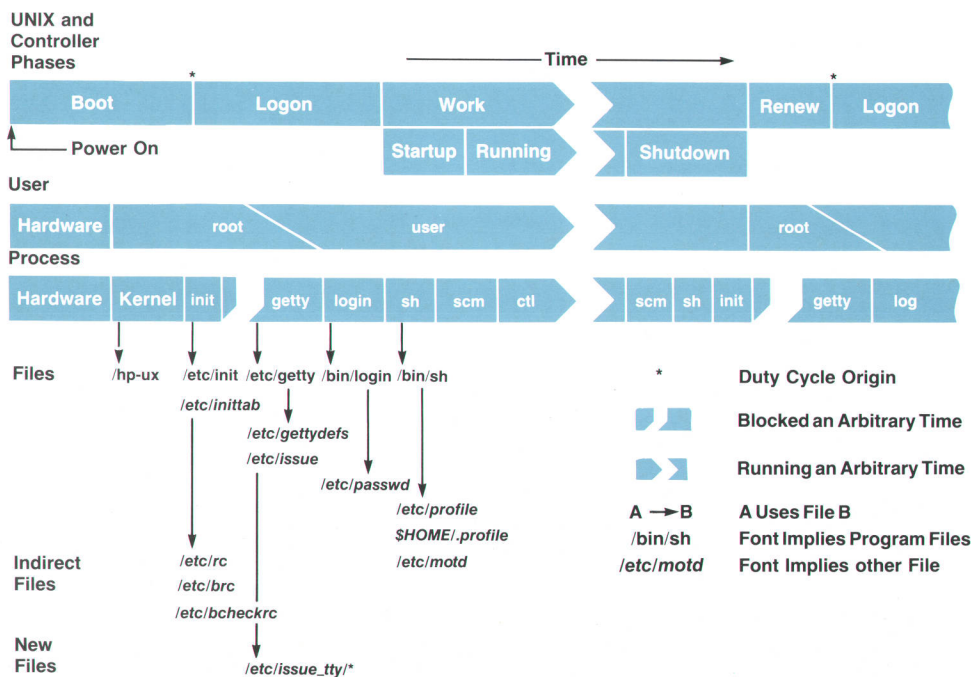 UNIX and
Controller
Phases
Time
*
*
Boot
Logon
Work
Renew
Logon
Power On
Startup
Running
Shutdown
User
Hardware
root
user
root
Process
Hardware
Kernel
init
getty
login
sh
scm
ctl
scm
sh
init
getty
log
Files
/hp-ux
/etc/init
/etc/getty
/bin/login
/bin/sh
/etc/inittab
/etc/gettydefs
/etc/issue
/etc/passwd
/etc/profile
$HOME/.profile
/etc/motd
Indirect
Files
/etc/rc
/etc/brc
/etc/bcheckrc
New
Files
/etc/issue_tty/*
* Duty Cycle Origin
Blocked an Arbitrary Time
Running an Arbitrary Time
A → B A Uses File B
/bin/sh Font Implies Program Files
/etc/motd Font Implies other File